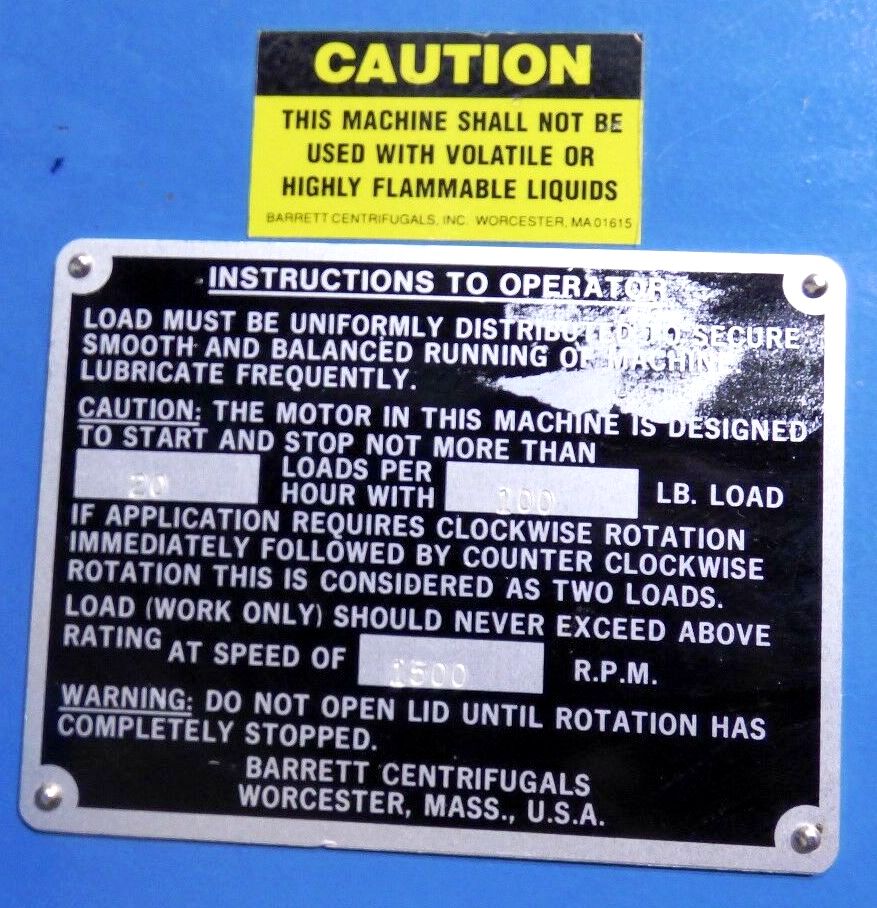 CAUTION
THIS MACHINE SHALL NOT BE
USED WITH VOLATILE OR
HIGHLY FLAMMABLE LIQUIDS
BARRETT CENTRIFUGALS, INC. WORCESTER, MA 01615
INSTRUCTIONS TO OPERATOR
LOAD MUST BE UNIFORMLY DISTRIBUTED TO SECURE
SMOOTH AND BALANCED RUNNING OF MACHINE
LUBRICATE FREQUENTLY.
CAUTION: THE MOTOR IN THIS MACHINE IS DESIGNED
TO START AND STOP NOT MORE THAN
20 LOADS PER
HOUR WITH 100 LB. LOAD
IF APPLICATION REQUIRES CLOCKWISE ROTATION
IMMEDIATELY FOLLOWED BY COUNTER CLOCKWISE
ROTATION THIS IS CONSIDERED AS TWO LOADS.
LOAD (WORK ONLY) SHOULD NEVER EXCEED ABOVE
RATING AT SPEED OF 1500 R.P.M.
WARNING: DO NOT OPEN LID UNTIL ROTATION HAS
COMPLETELY STOPPED.
BARRETT CENTRIFUGALS
WORCESTER, MASS., U.S.A.